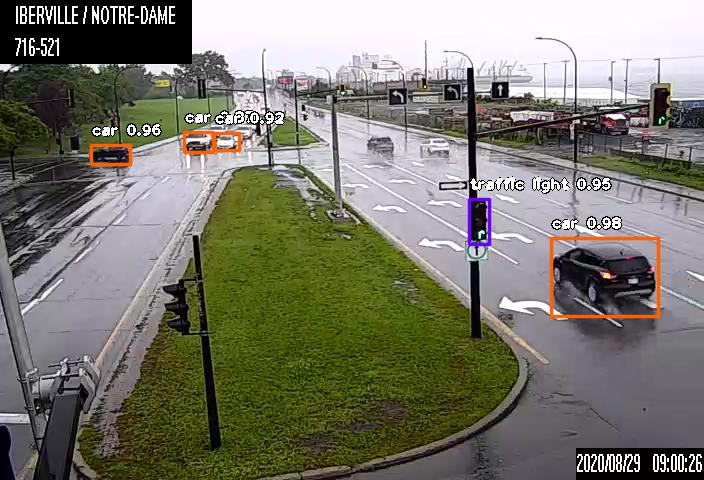 IBERVILLE / NOTRE-DAME
716-521
car 0.96
car
0.92
traffic light 0.95
car 0.98
2020/08/29 09:00:26